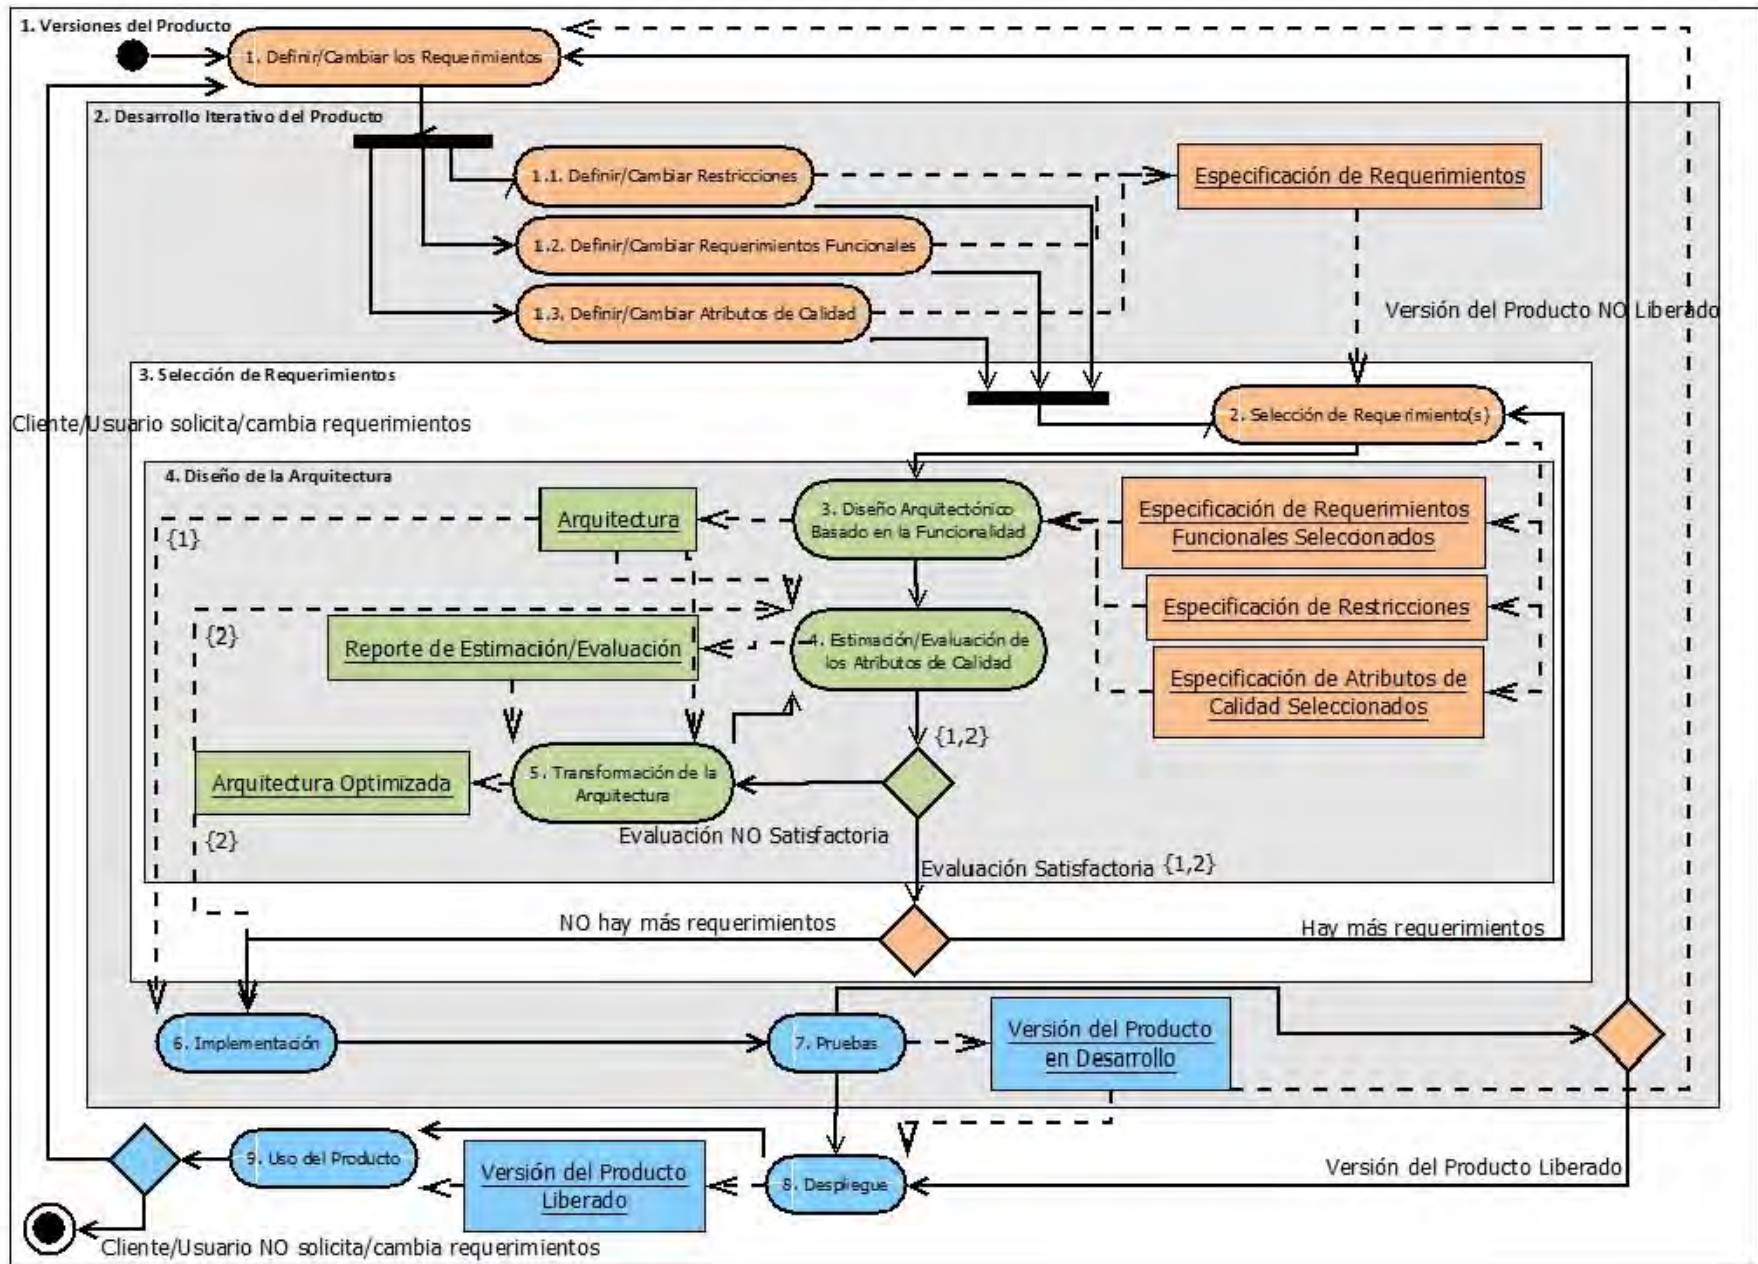 1. Versiones del Producto
1. Definir/Cambiar los Requerimientos
2. Desarrollo Iterativo del Producto
1.1. Definir/Cambiar Restricciones
Especificación de Requerimientos
1.2. Definir/Cambiar Requerimientos Funcionales
1.3. Definir/Cambiar Atributos de Calidad
Versión del Producto NO Liberado
3. Selección de Requerimientos
Cliente/Usuario solicita/cambia requerimientos
2. Selección de Requerimiento(s)
4. Diseño de la Arquitectura
Arquitectura
3. Diseño Arquitectónico
Basado en la Funcionalidad
Especificación de Requerimientos
Funcionales Seleccionados
{1}
Especificación de Restricciones
{2}
Reporte de Estimación/Evaluación
4. Estimación/Evaluación de
los Atributos de Calidad
Especificación de Atributos de
Calidad Seleccionados
{1,2}
Arquitectura Optimizada
5. Transformación de la
Arquitectura
{2}
Evaluación NO Satisfactoria
Evaluación Satisfactoria {1,2}
NO hay más requerimientos
Hay más requerimientos
6. Implementación
7. Pruebas
Versión del Producto
en Desarrollo
9. Uso del Producto
Versión del Producto
Liberado
8. Despliegue
Versión del Producto Liberado
Cliente/Usuario NO solicita/cambia requerimientos